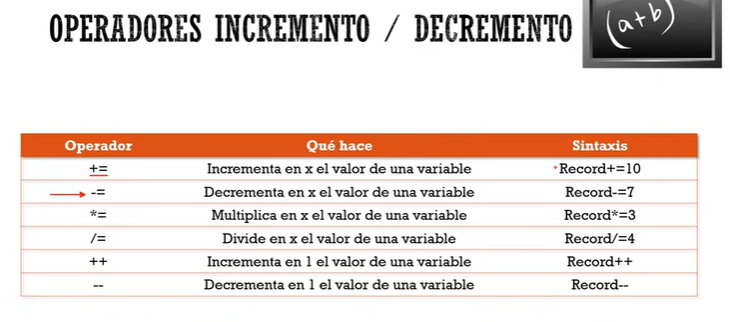 OPERADORES INCREMENTO / DECREMENTO
(a+b)
Operador Qué hace Sintaxis
+= Incrementa en x el valor de una variable Record+=10
-= Decrementa en x el valor de una variable Record-=7
*= Multiplica en x el valor de una variable Record*=3
/= Divide en x el valor de una variable Record/=4
++ Incrementa en 1 el valor de una variable Record++
-- Decrementa en 1 el valor de una variable Record--